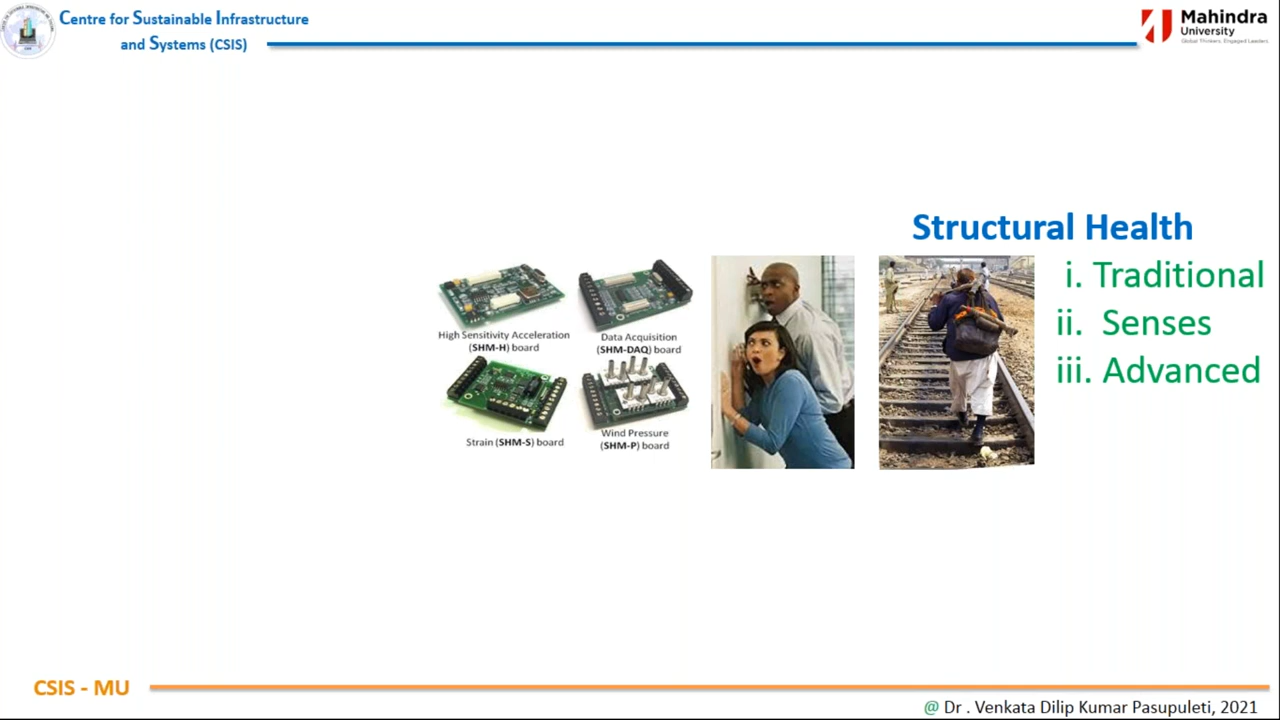 Centre for Sustainable Infrastructure
and Systems (CSIS)
Mahindra
University
Global Thinkers. Engaged Leaders
Structural Health
i. Traditional
ii. Senses
iii. Advanced
High Sensitivity Acceleration
(SHM-H) board
Data Acquisition
(SHM-DAQ) board
Strain (SHM-S) board
Wind Pressure
(SHM-P) board
CSIS - MU
@ Dr . Venkata Dilip Kumar Pasupuleti, 2021